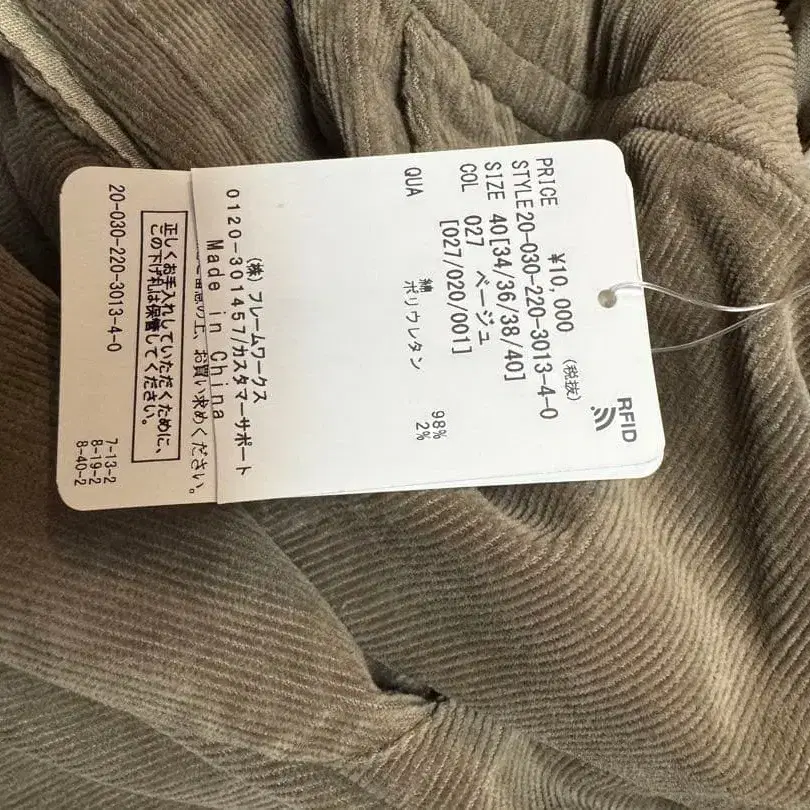 RFID
PRICE ¥10,000 (税抜)
STYLE20-030-220-3013-4-0
SIZE 40[34/36/38/40]
COL 027 ベージュ
[027/020/001]
QUA 綿 98%
ポリウレタン 2%
(株) フレームワークス
0120-301457/カスタマーサポート
Made in China
の上、お買い求めください。
正しくお手入れしていただくために、
この下げ札は保管してください。
20-030-220-3013-4-0
7-13-2
8-19-2
8-40-2